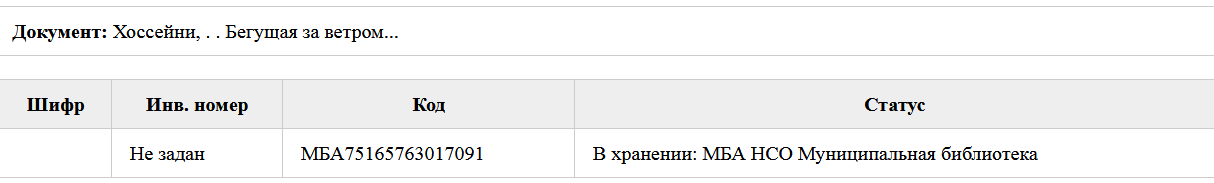 Документ: Хоссейни, . . Бегущая за ветром...
Шифр Инв. номер Код Статус
Не задан МБА75165763017091 В хранении: МБА НСО Муниципальная библиотека